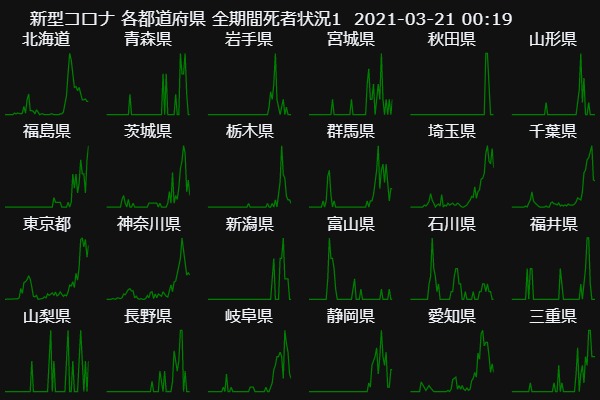 新型コロナ 各都道府県 全期間死者状況1 2021-03-21 00:19
北海道 青森県 岩手県 宮城県 秋田県 山形県
福島県 茨城県 栃木県 群馬県 埼玉県 千葉県
東京都 神奈川県 新潟県 富山県 石川県 福井県
山梨県 長野県 岐阜県 静岡県 愛知県 三重県